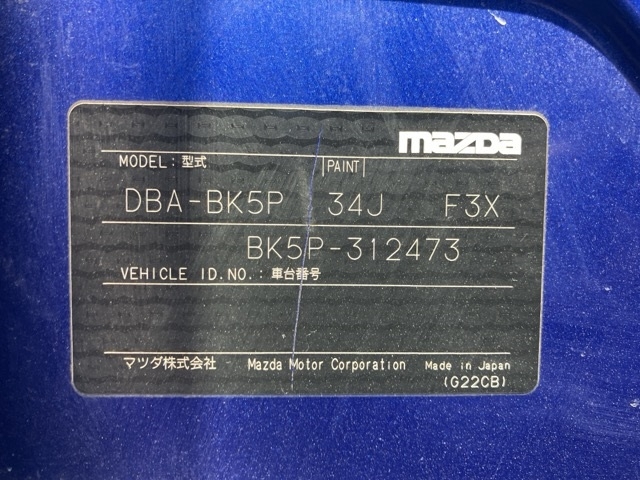 mazda
MODEL：型式 |PAINT|
DBA-BK5P 34J F3X
BK5P-312473
VEHICLE ID.NO.：車台番号
マツダ株式会社 Mazda Motor Corporation Made in Japan
(G22CB)